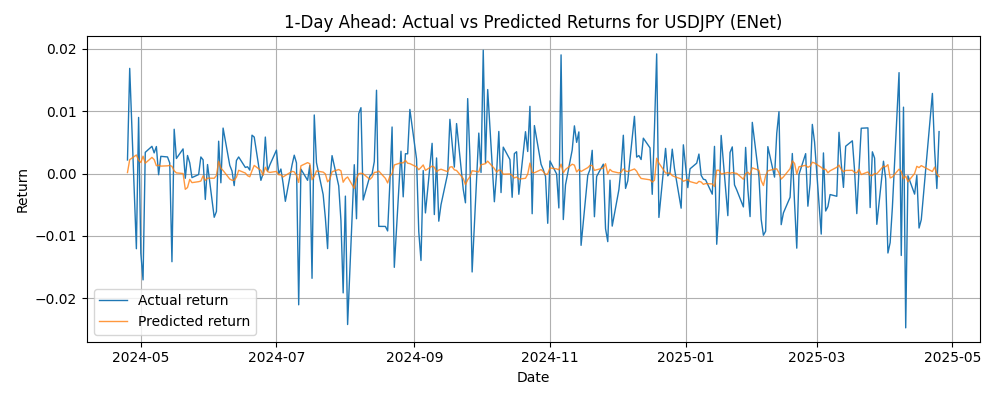 1-Day Ahead: Actual vs Predicted Returns for USDJPY (ENet)
Return
0.02
0.01
0.00
−0.01
−0.02
Actual return
Predicted return
2024-05 2024-07 2024-09 2024-11 2025-01 2025-03 2025-05
Date